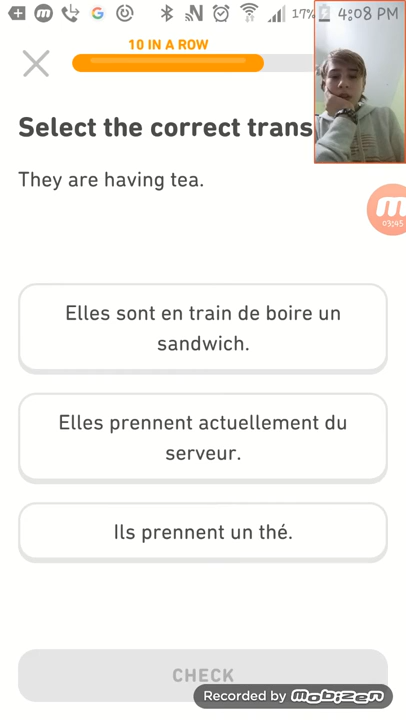 17% 4:08 PM
10 IN A ROW
Select the correct trans
They are having tea.
03:45
Elles sont en train de boire un
sandwich.
Elles prennent actuellement du
serveur.
Ils prennent un thé.
CHECK
Recorded by mobizen